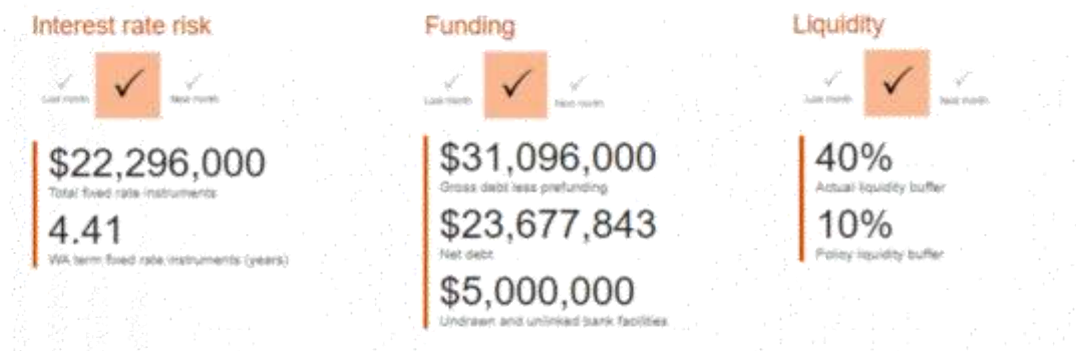 Interest rate risk
✓ ✓ ✓
Last month Next month
$22,296,000
Total fixed rate instruments
4.41
WA term fixed rate instruments (years)
Funding
✓ ✓ ✓
Last month Next month
$31,096,000
Gross debt less prefunding
$23,677,843
Net debt
$5,000,000
Undrawn and unlinked bank facilities
Liquidity
✓ ✓ ✓
Last month Next month
40%
Actual liquidity buffer
10%
Policy liquidity buffer